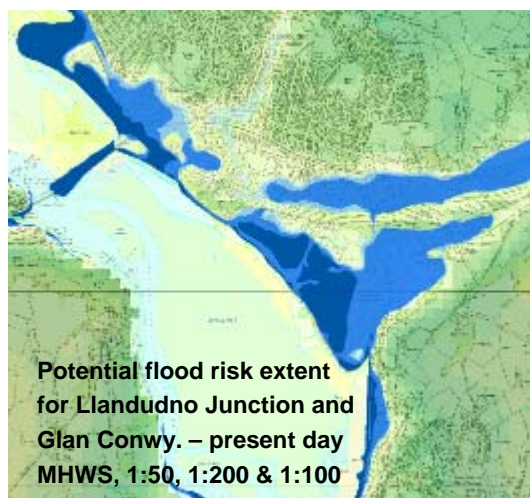 Potential flood risk extent
for Llandudno Junction and
Glan Conwy. – present day
MHWS, 1:50, 1:200 & 1:100